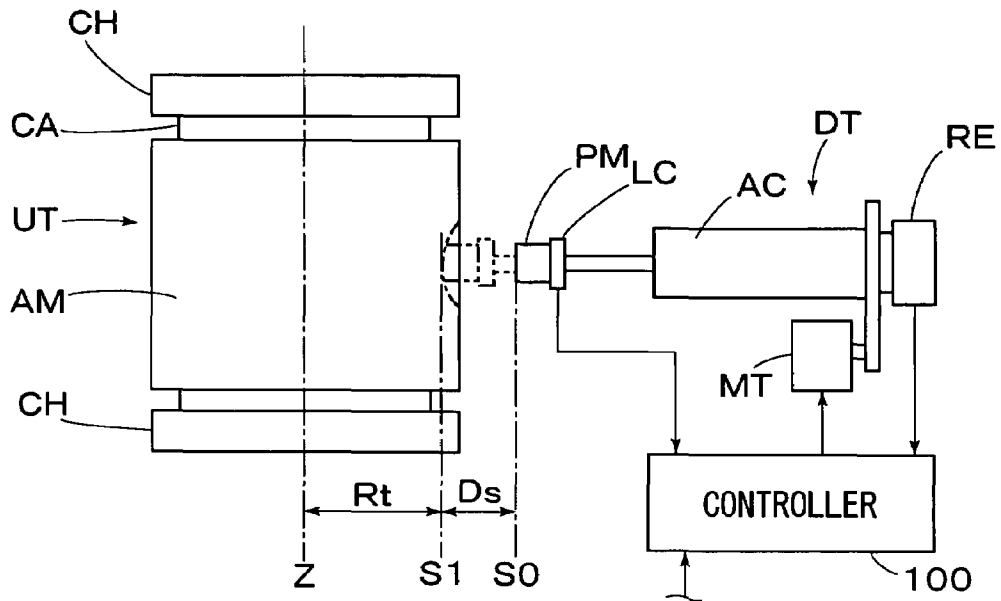 CH
CA
UT
AM
CH
PM
LC
AC
DT
RE
MT
Rt
Ds
Z
S1
S0
CONTROLLER
100